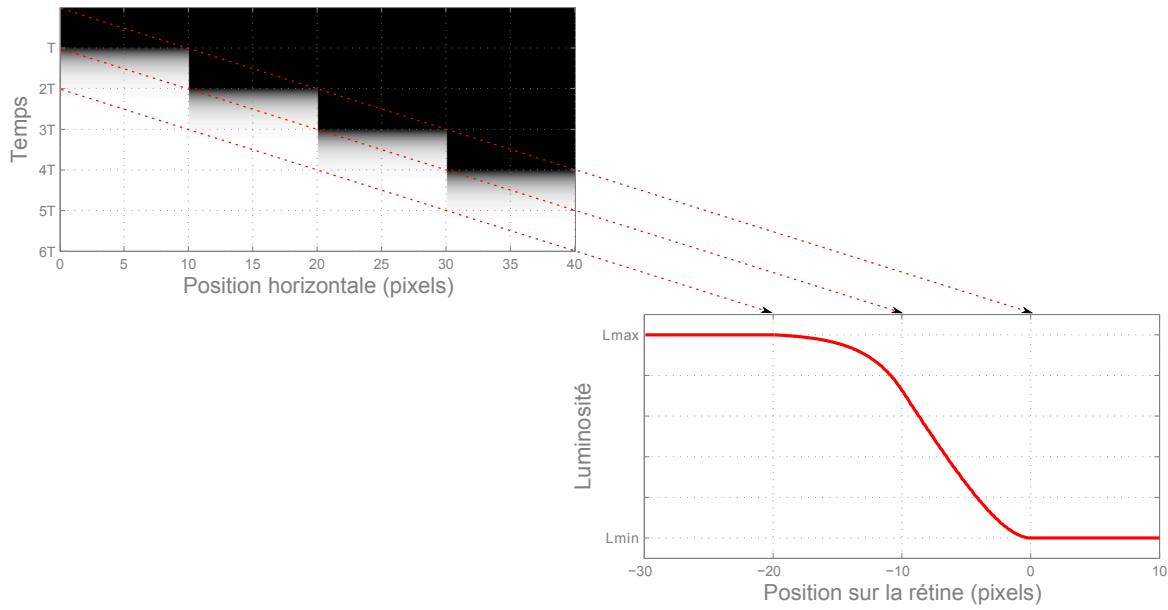 Temps
T
2T
3T
4T
5T
6T
0 5 10 15 20 25 30 35 40
Position horizontale (pixels)
Luminosité
Lmax
Lmin
−30 −20 −10 0 10
Position sur la rétine (pixels)